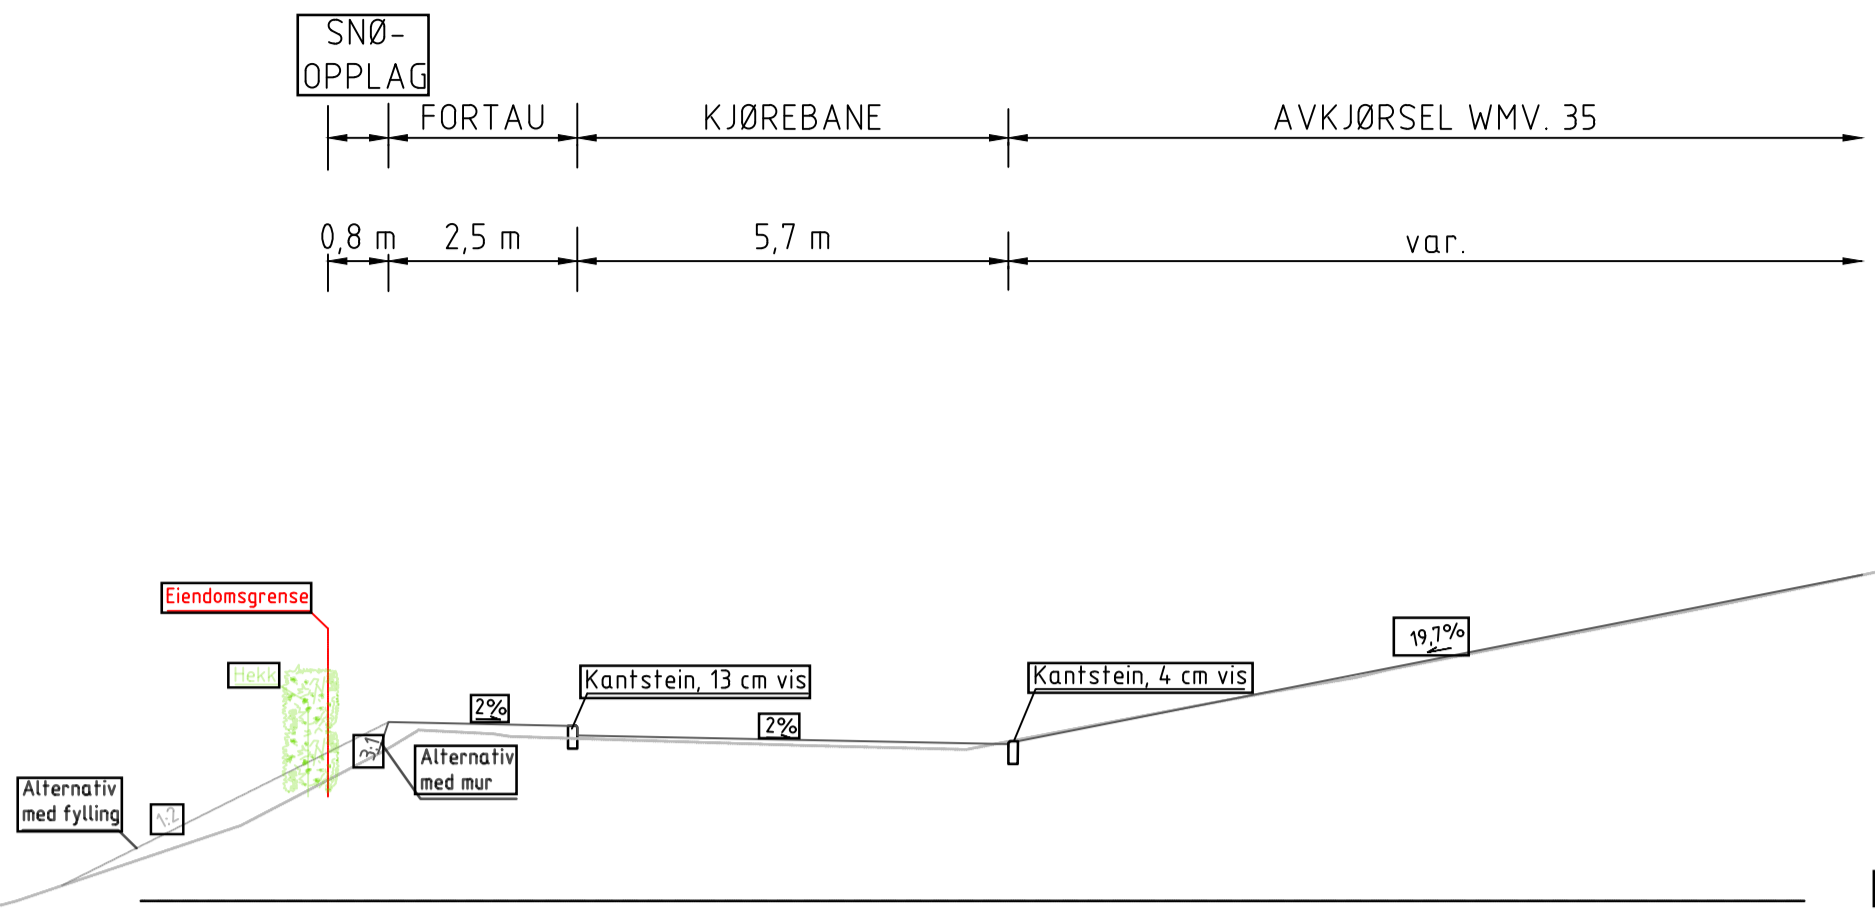 SNØ-
OPPLAG
FORTAU
KJØREBANE
AVKJØRSEL WMV. 35
0,8 m
2,5 m
5,7 m
var.
Eiendomsgrense
Hekk
Kantstein, 13 cm vis
Kantstein, 4 cm vis
19,7%
2%
2%
3:1
Alternativ
med mur
Alternativ
med fylling
1:2